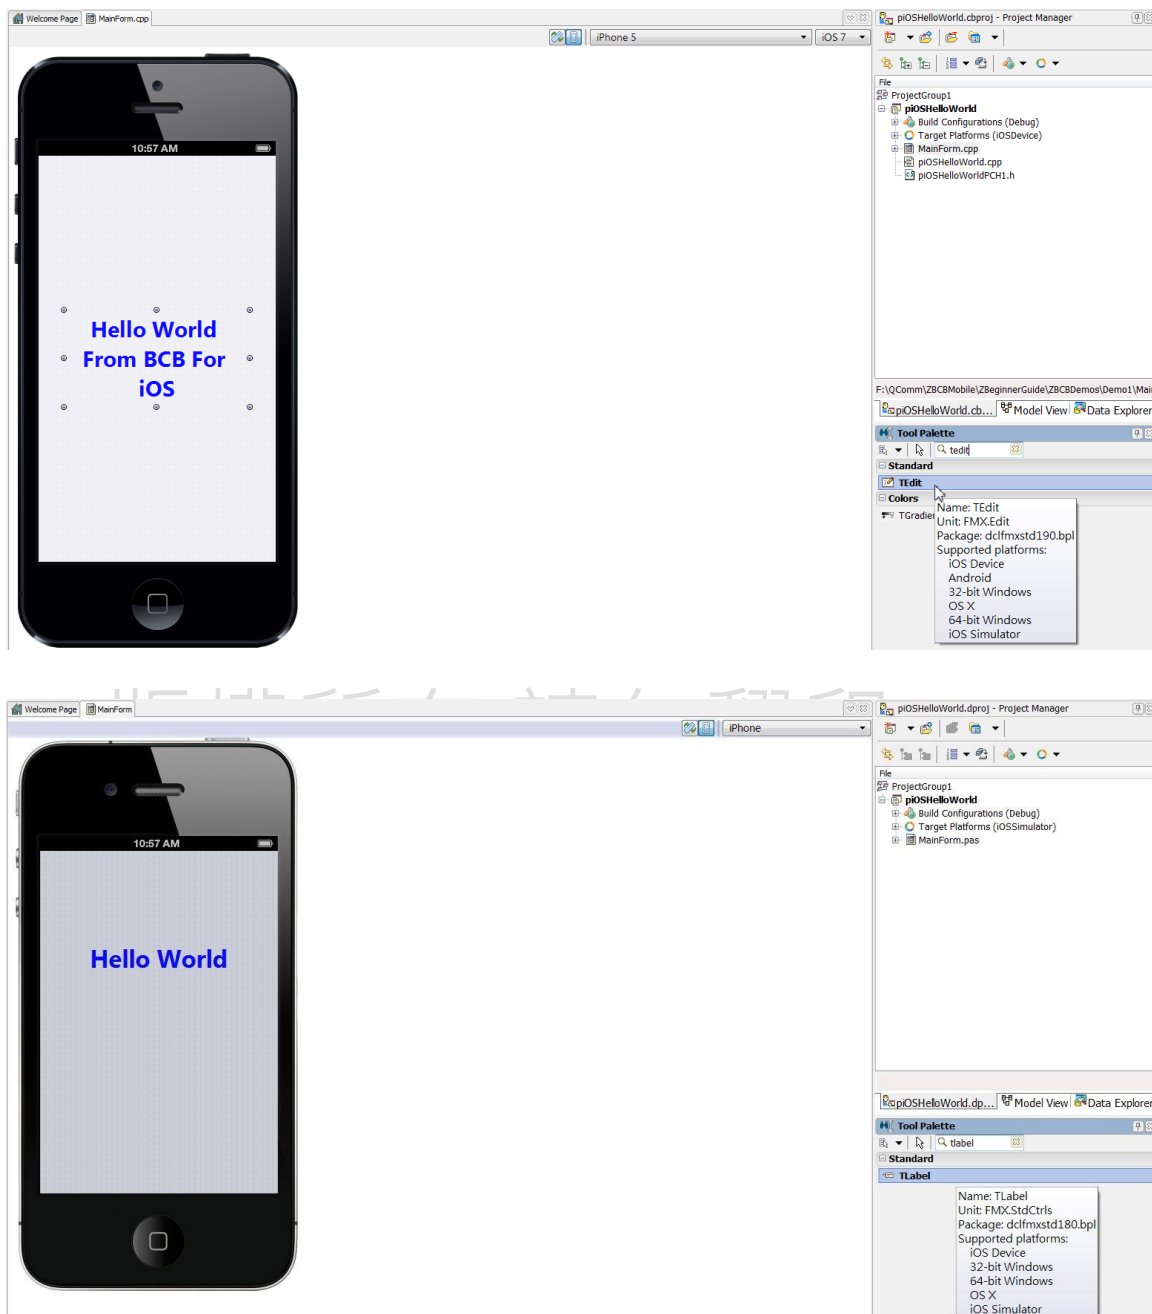 Welcome Page
MainForm.cpp
piOSHelloWorld.cbproj - Project Manager
iPhone 5
iOS 7
File
ProjectGroup1
piOSHelloWorld
Build Configurations (Debug)
Target Platforms (iOSDevice)
MainForm.cpp
piOSHelloWorld.cpp
piOSHelloWorldPCH1.h
10:57 AM
Hello World
From BCB For
iOS
F:\QComm\ZBCBMobile\ZBeginnerGuide\ZBCBDemos\Demo1\Mai
piOSHelloWorld.cb...
Model View
Data Explorer
Tool Palette
tedit
Standard
TEdit
Colors
TGradie
Name: TEdit
Unit: FMX.Edit
Package: dclfmxstd190.bpl
Supported platforms:
iOS Device
Android
32-bit Windows
OS X
64-bit Windows
iOS Simulator
Welcome Page
MainForm
piOSHelloWorld.dproj - Project Manager
iPhone
File
ProjectGroup1
piOSHelloWorld
Build Configurations (Debug)
Target Platforms (iOSSimulator)
MainForm.pas
10:57 AM
Hello World
piOSHelloWorld.dp...
Model View
Data Explorer
Tool Palette
tlabel
Standard
TLabel
Name: TLabel
Unit: FMX.StdCtrls
Package: dclfmxstd180.bpl
Supported platforms:
iOS Device
32-bit Windows
64-bit Windows
OS X
iOS Simulator